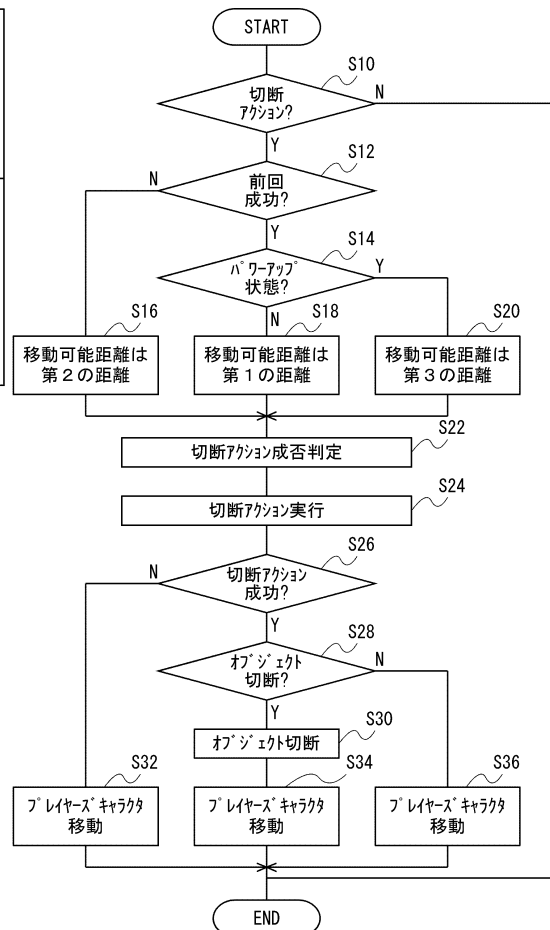 START
S10
切断
ｱｸｼｮﾝ?
N
Y
S12
前回
成功?
N
Y
S14
ﾊﾟﾜｰｱｯﾌﾟ
状態?
Y
N
S16
移動可能距離は
第２の距離
S18
移動可能距離は
第１の距離
S20
移動可能距離は
第３の距離
S22
切断ｱｸｼｮﾝ成否判定
S24
切断ｱｸｼｮﾝ実行
S26
切断ｱｸｼｮﾝ
成功?
N
Y
S28
ｵﾌﾞｼﾞｪｸﾄ
切断?
N
Y
S30
ｵﾌﾞｼﾞｪｸﾄ切断
S32
ﾌﾟﾚｲﾔｰｽﾞｷｬﾗｸﾀ
移動
S34
ﾌﾟﾚｲﾔｰｽﾞｷｬﾗｸﾀ
移動
S36
ﾌﾟﾚｲﾔｰｽﾞｷｬﾗｸﾀ
移動
END